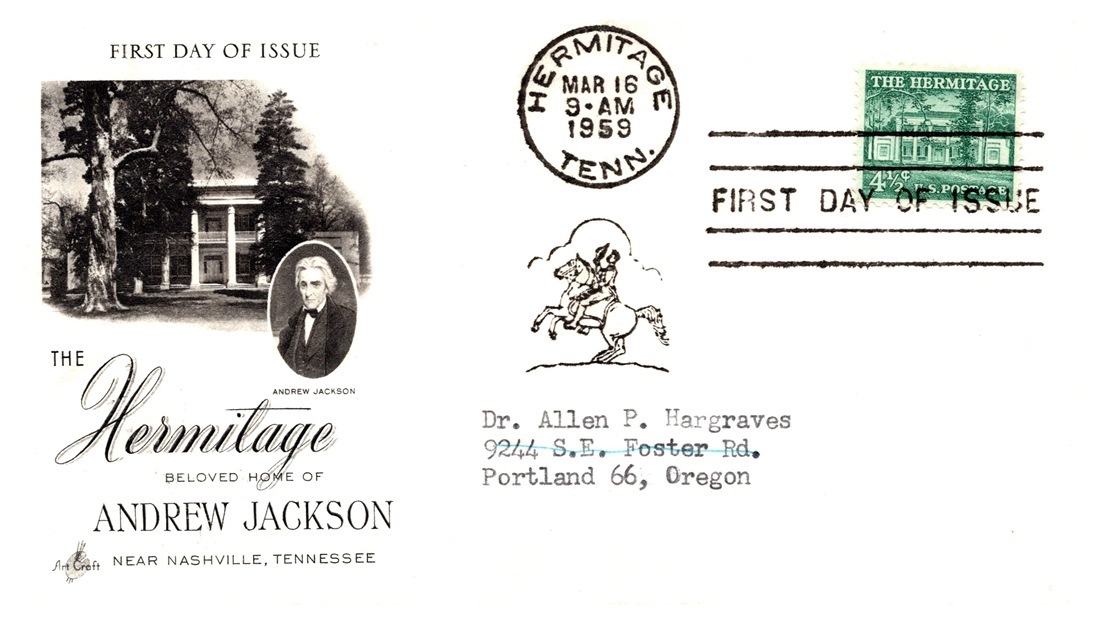 FIRST DAY OF ISSUE
ANDREW JACKSON
THE
Hermitage
BELOVED HOME OF
ANDREW JACKSON
NEAR NASHVILLE, TENNESSEE
Art Craft
HERMITAGE
MAR 16
9·AM
1959
TENN.
THE HERMITAGE
4½¢
U.S. POSTAGE
FIRST DAY OF ISSUE
Dr. Allen P. Hargraves
9244 S.E. Foster Rd.
Portland 66, Oregon